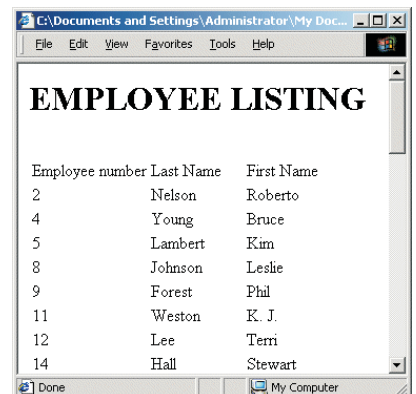 C:\Documents and Settings\Administrator\My Doc...
File Edit View Favorites Tools Help
EMPLOYEE LISTING
Employee number Last Name First Name
2 Nelson Roberto
4 Young Bruce
5 Lambert Kim
8 Johnson Leslie
9 Forest Phil
11 Weston K. J.
12 Lee Terri
14 Hall Stewart
Done My Computer